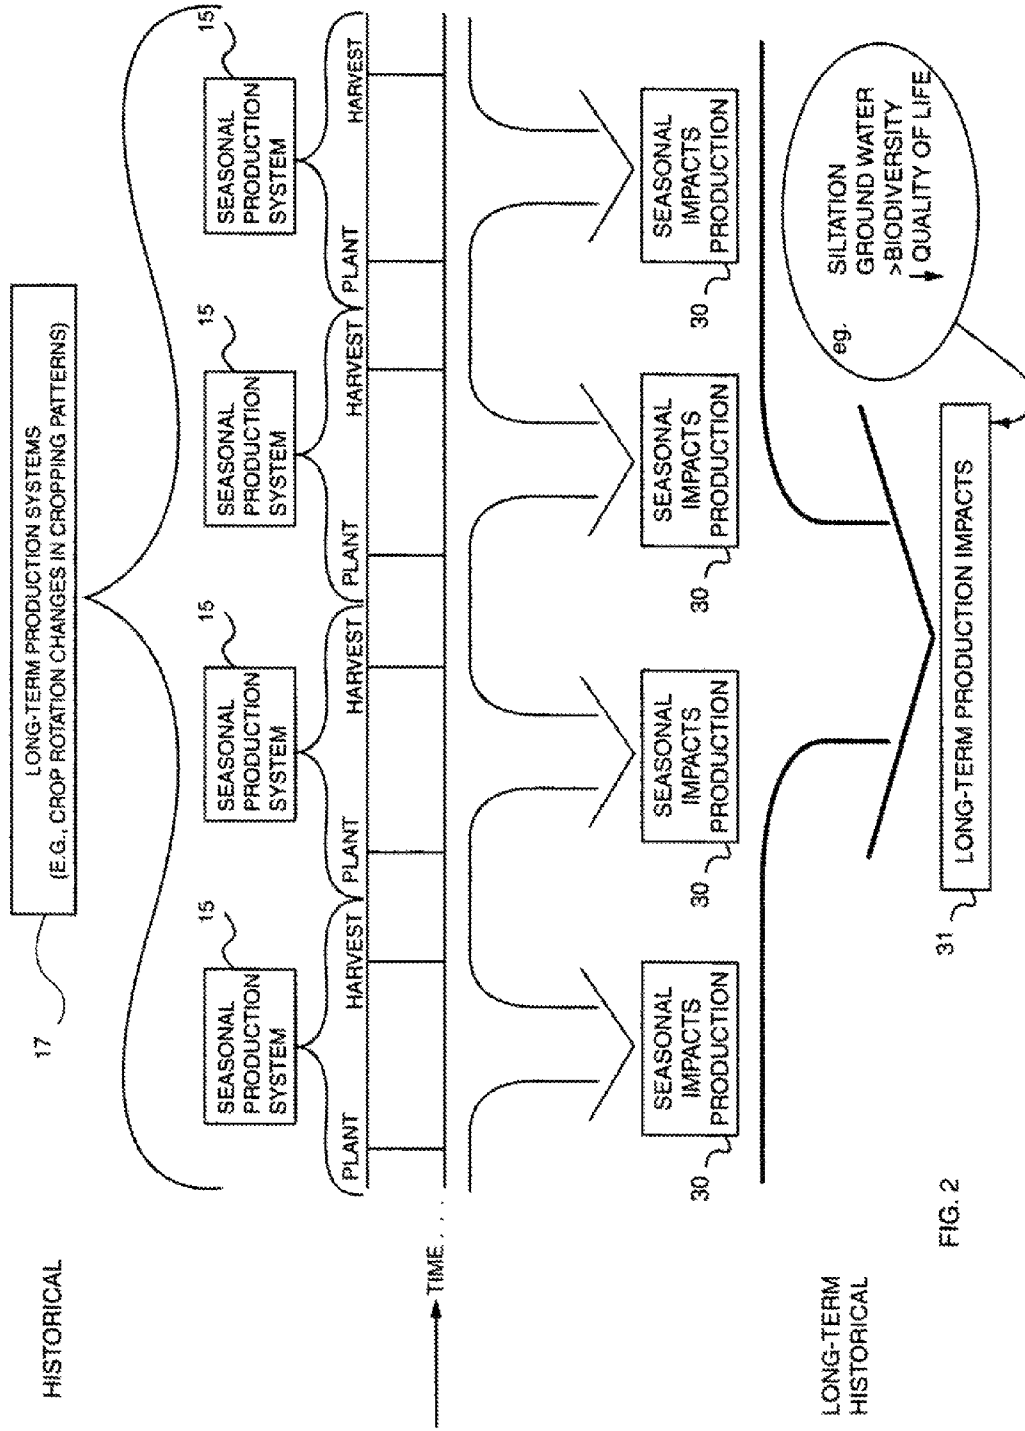 HISTORICAL
17
LONG-TERM PRODUCTION SYSTEMS
(E.G., CROP ROTATION CHANGES IN CROPPING PATTERNS)
15
SEASONAL
PRODUCTION
SYSTEM
15
SEASONAL
PRODUCTION
SYSTEM
15
SEASONAL
PRODUCTION
SYSTEM
15
SEASONAL
PRODUCTION
SYSTEM
PLANT
HARVEST
PLANT
HARVEST
PLANT
HARVEST
PLANT
HARVEST
TIME . . . .
30
SEASONAL
IMPACTS
PRODUCTION
30
SEASONAL
IMPACTS
PRODUCTION
30
SEASONAL
IMPACTS
PRODUCTION
30
SEASONAL
IMPACTS
PRODUCTION
LONG-TERM
HISTORICAL
eg.
SILTATION
GROUND WATER
>BIODIVERSITY
↓ QUALITY OF LIFE
31
LONG-TERM PRODUCTION IMPACTS
FIG. 2